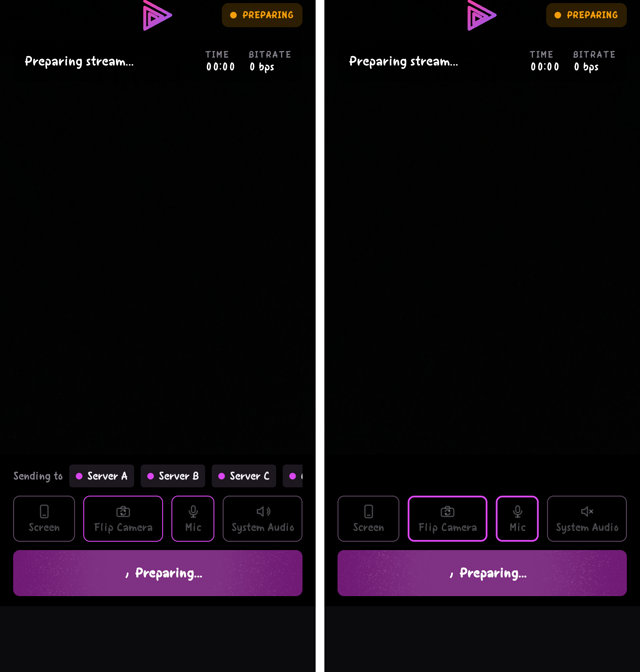 PREPARING
Preparing stream...
TIME
BITRATE
00:00
0 bps
Sending to
Server A
Server B
Server C
Screen
Flip Camera
Mic
System Audio
Preparing...
PREPARING
Preparing stream...
TIME
BITRATE
00:00
0 bps
Screen
Flip Camera
Mic
System Audio
Preparing...